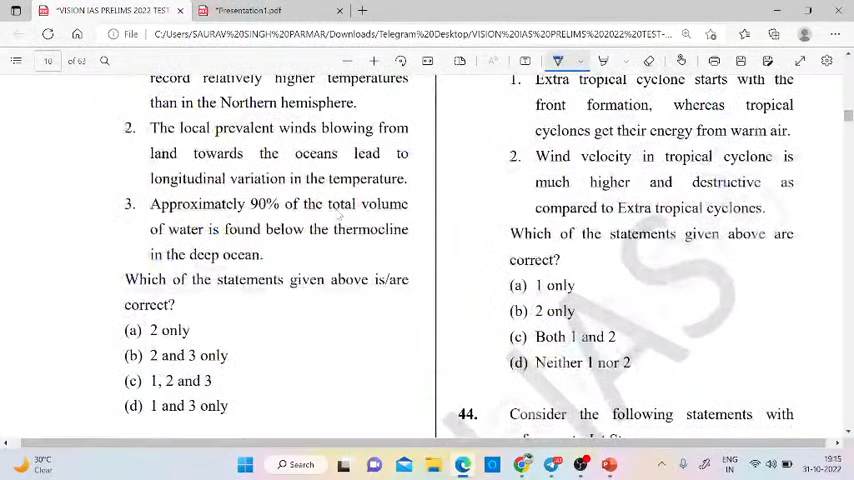 *VISION IAS PRELIMS 2022 TEST
*Presentation1.pdf
File
C:/Users/SAURAV%20SINGH%20PARMAR/Downloads/Telegram%20Desktop/VISION%20IAS%20PRELIMS%202022%20TEST-...
10 of 63
record relatively higher temperatures
than in the Northern hemisphere.
2. The local prevalent winds blowing from
land towards the oceans lead to
longitudinal variation in the temperature.
3. Approximately 90% of the total volume
of water is found below the thermocline
in the deep ocean.
Which of the statements given above is/are
correct?
(a) 2 only
(b) 2 and 3 only
(c) 1, 2 and 3
(d) 1 and 3 only
1. Extra tropical cyclone starts with the
front formation, whereas tropical
cyclones get their energy from warm air.
2. Wind velocity in tropical cyclone is
much higher and destructive as
compared to Extra tropical cyclones.
Which of the statements given above are
correct?
(a) 1 only
(b) 2 only
(c) Both 1 and 2
(d) Neither 1 nor 2
44. Consider the following statements with
IAS
30°C
Clear
Search
ENG
IN
19:15
31-10-2022